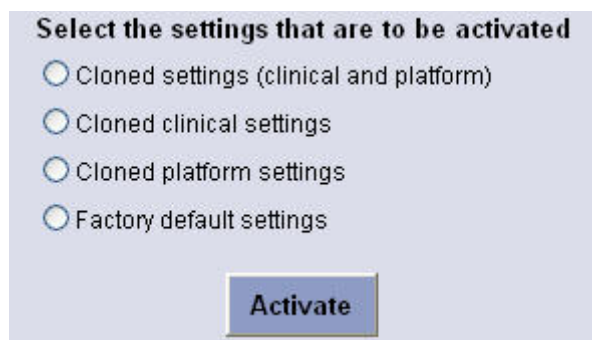 Select the settings that are to be activated
Cloned settings (clinical and platform)
Cloned clinical settings
Cloned platform settings
Factory default settings
Activate